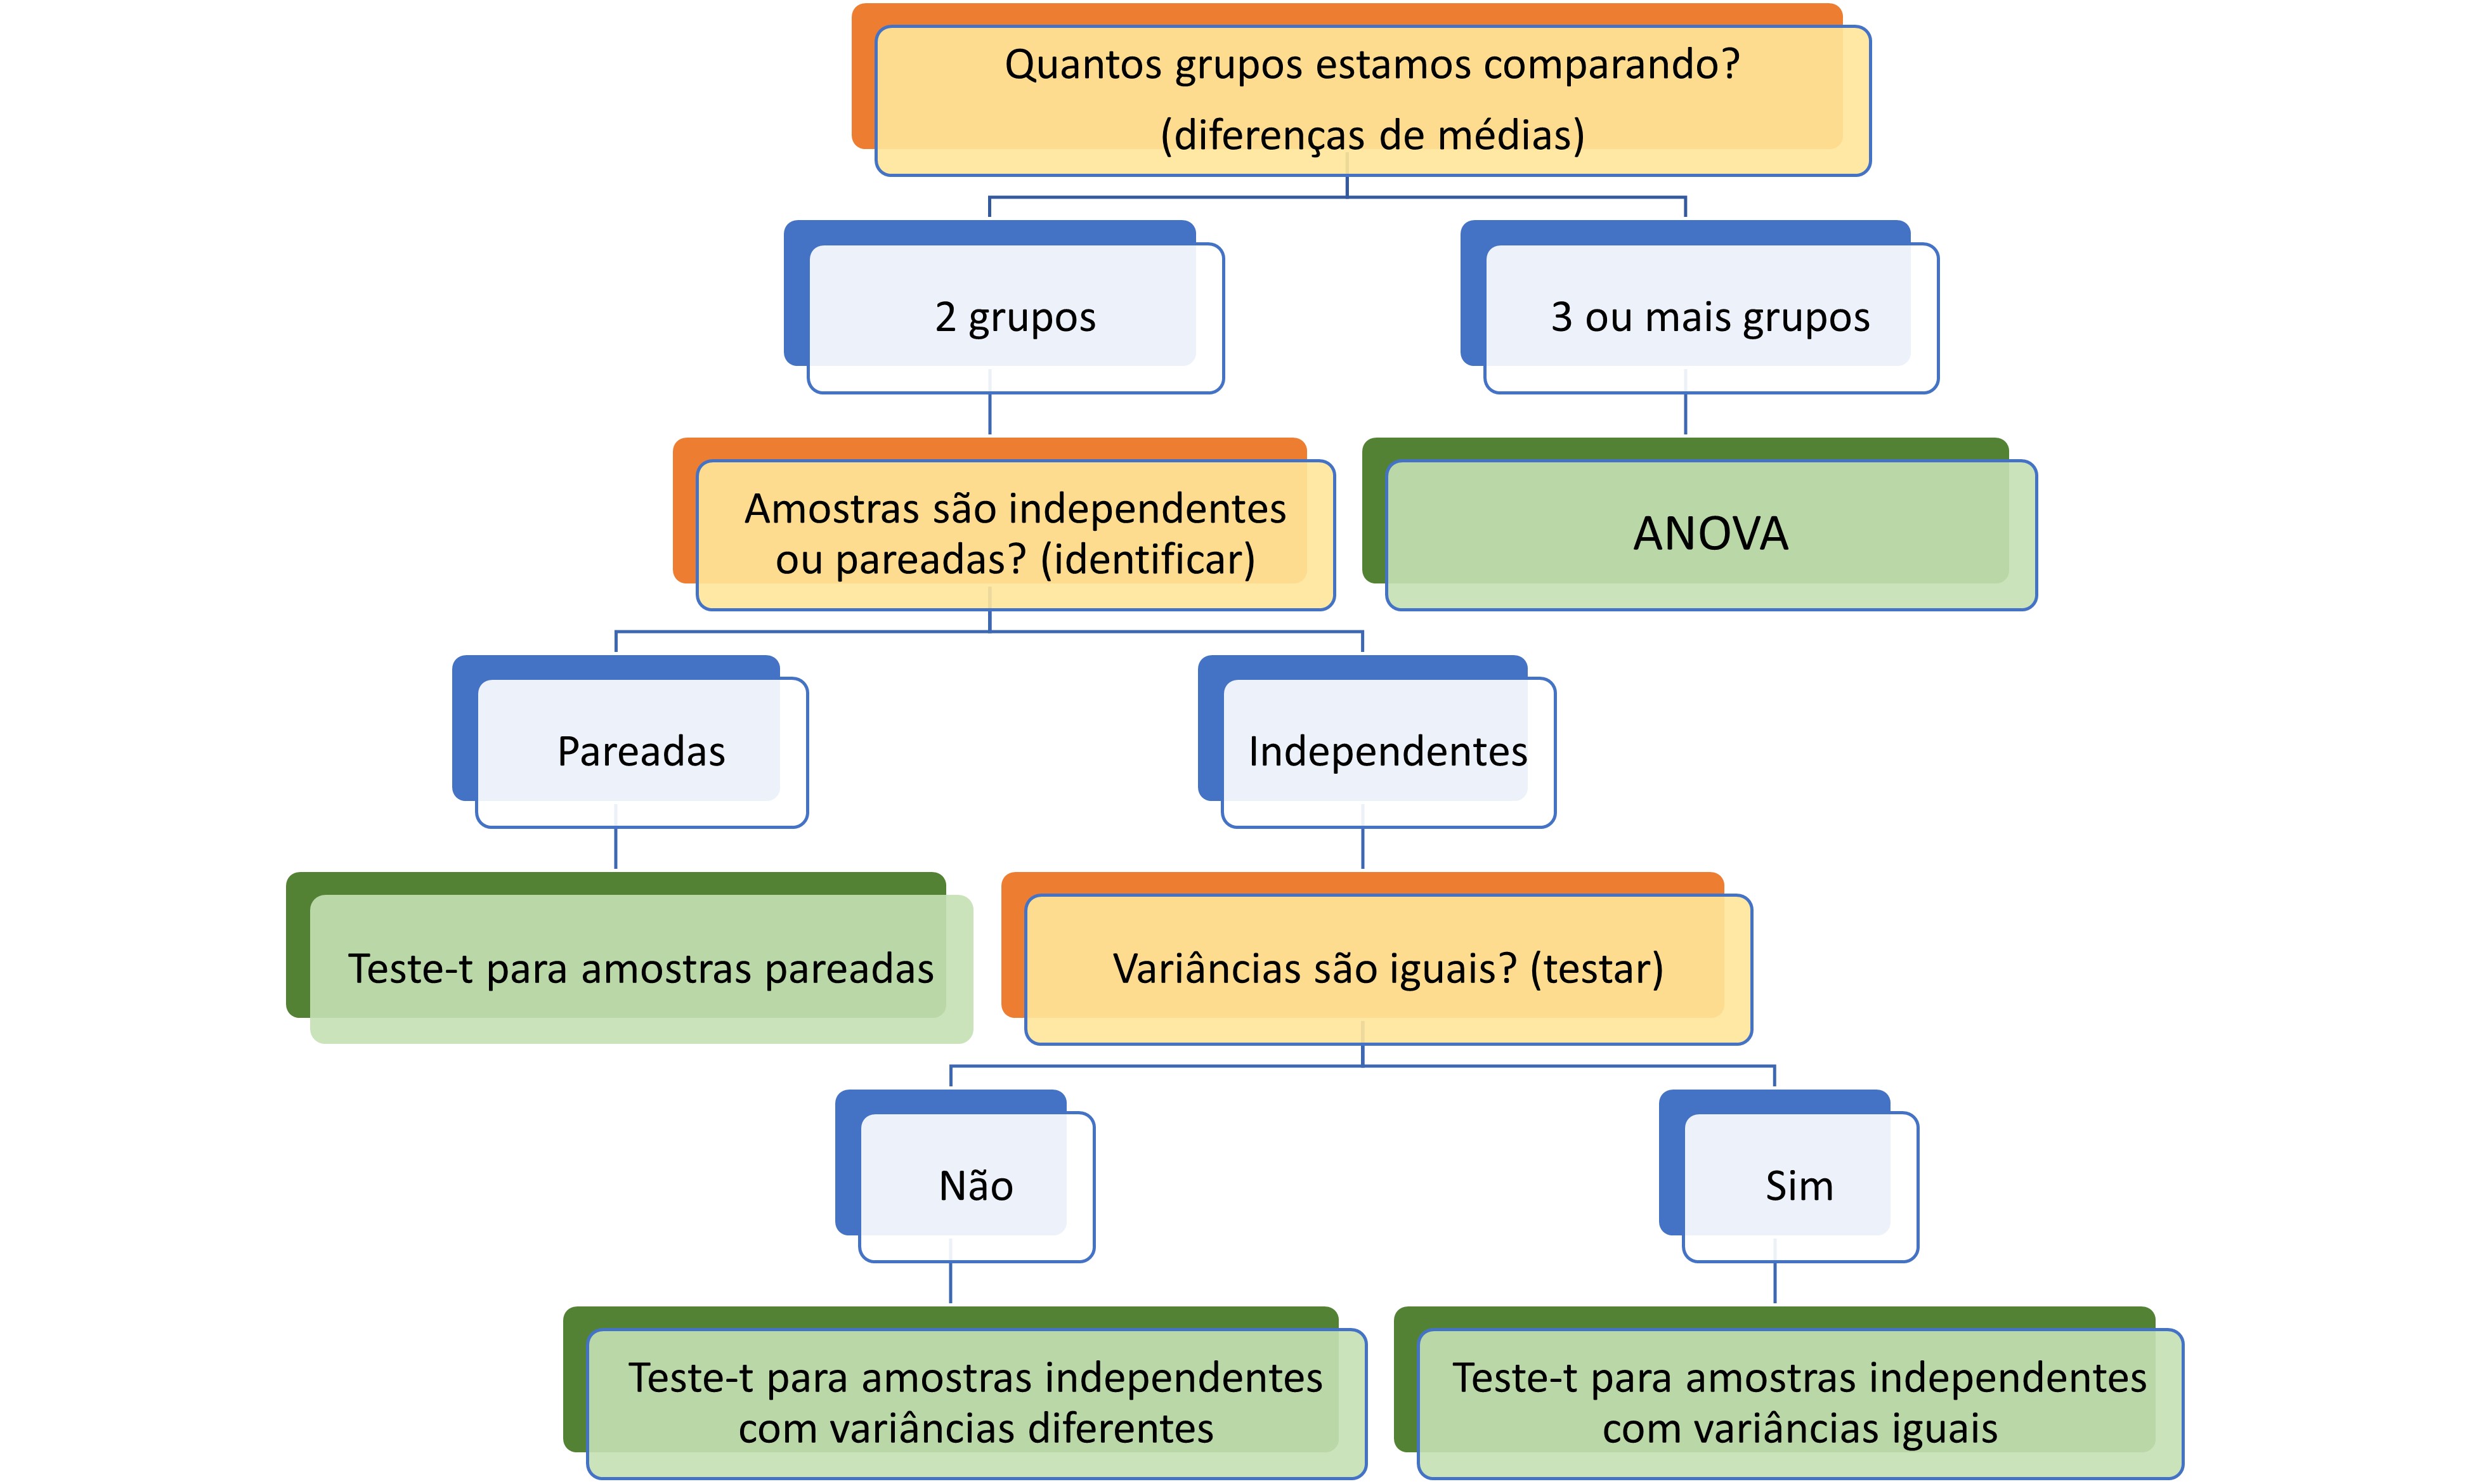 Quantos grupos estamos comparando?
(diferenças de médias)
2 grupos
3 ou mais grupos
Amostras são independentes
ou pareadas? (identificar)
ANOVA
Pareadas
Independentes
Teste-t para amostras pareadas
Variâncias são iguais? (testar)
Não
Sim
Teste-t para amostras independentes
com variâncias diferentes
Teste-t para amostras independentes
com variâncias iguais